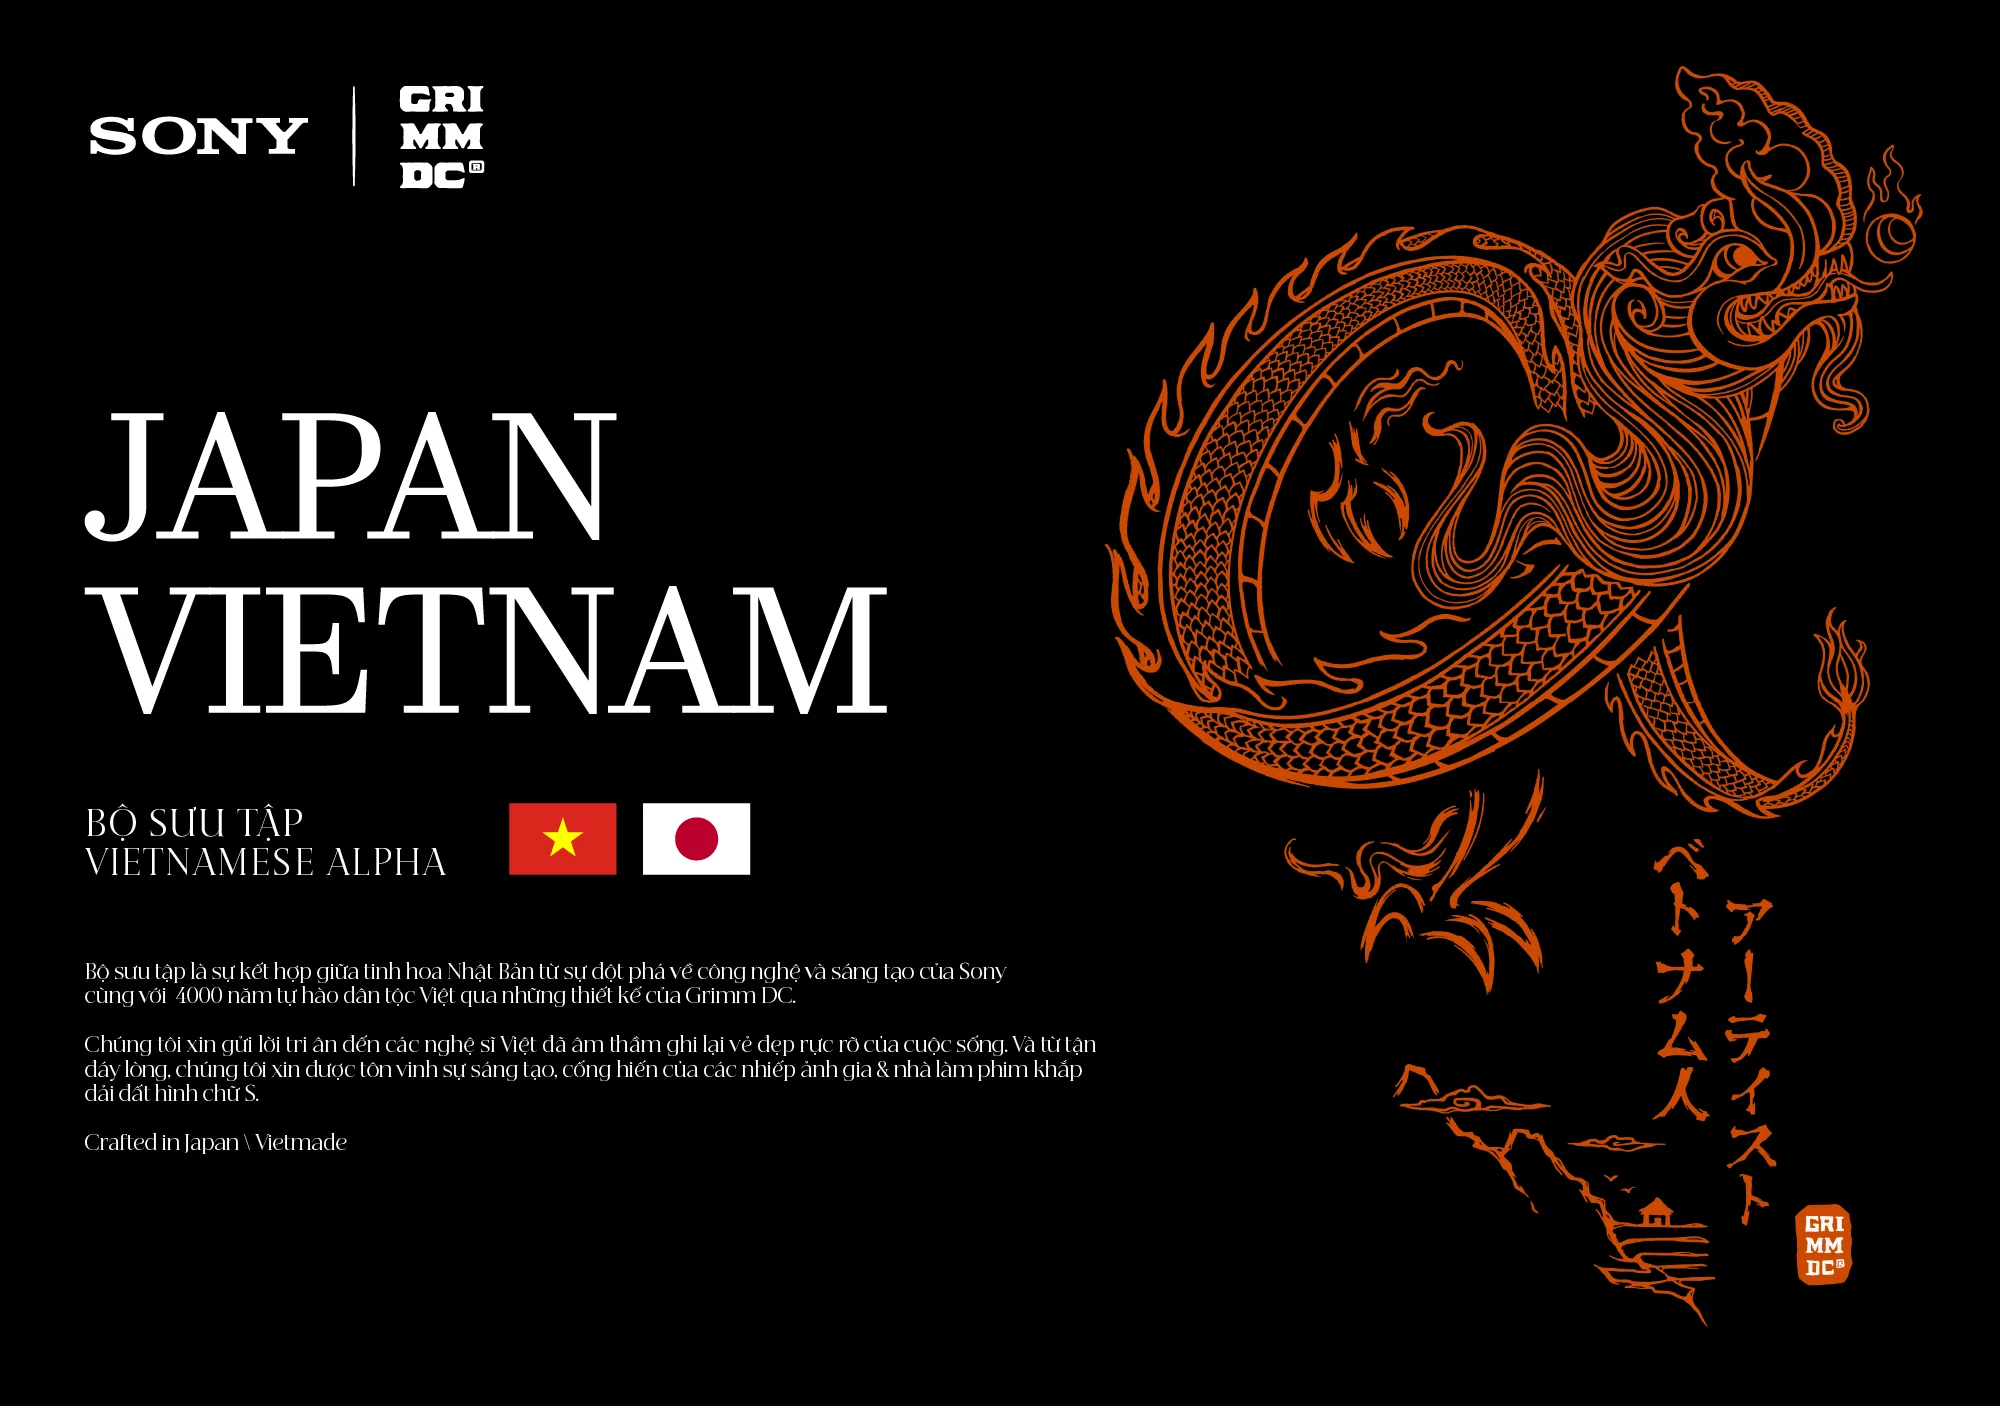 SONY
GRI
MM
DC®
JAPAN
VIETNAM
BỘ SƯU TẬP
VIETNAMESE ALPHA
Bộ sưu tập là sự kết hợp giữa tinh hoa Nhật Bản từ sự đột phá về công nghệ và sáng tạo của Sony
cùng với 4000 năm tự hào dân tộc Việt qua những thiết kế của Grimm DC.
Chúng tôi xin gửi lời tri ân đến các nghệ sĩ Việt đã âm thầm ghi lại vẻ đẹp rực rỡ của cuộc sống. Và từ tận
đáy lòng, chúng tôi xin được tôn vinh sự sáng tạo, cống hiến của các nhiếp ảnh gia & nhà làm phim khắp
dải đất hình chữ S.
Crafted in Japan \ Vietmade
アーティスト
ベトナム人
GRI
MM
DC®